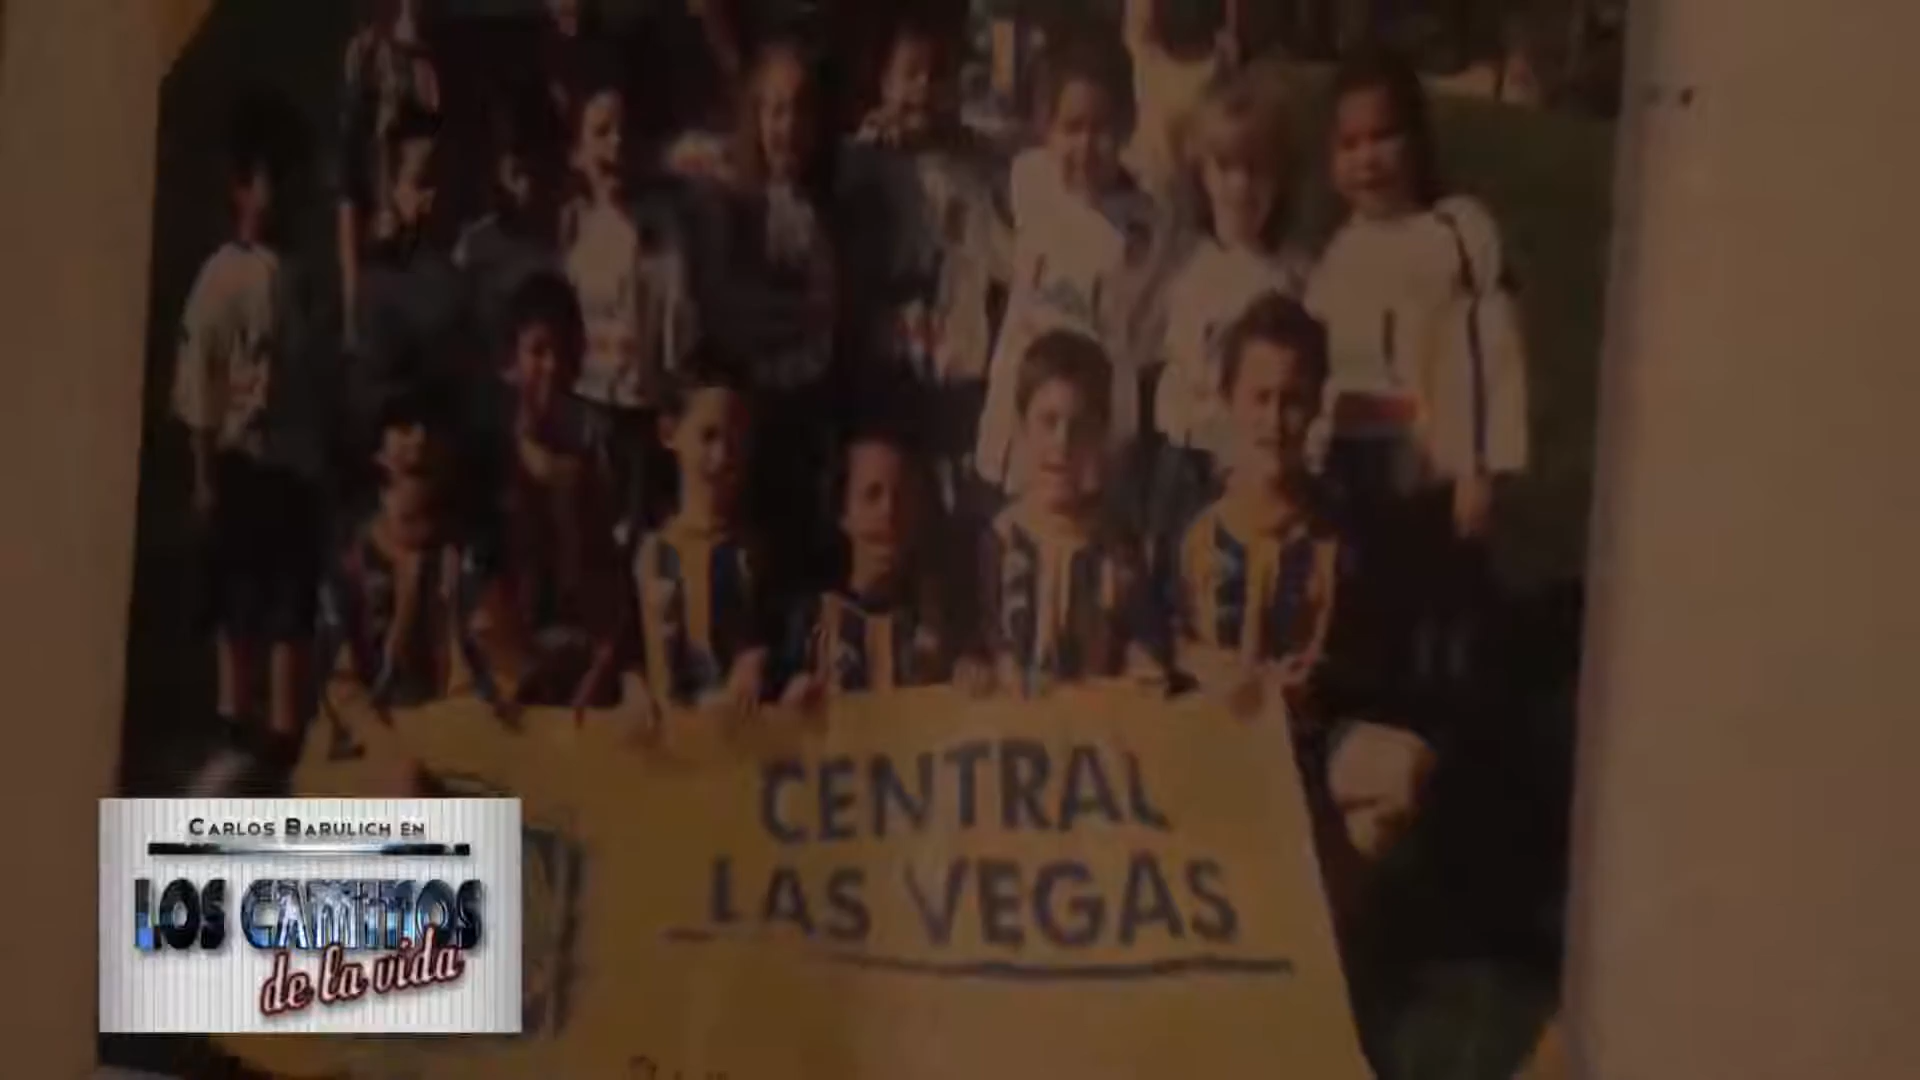 CENTRAL
LAS VEGAS
CARLOS BARULICH EN
LOS CAMINOS
de la vida